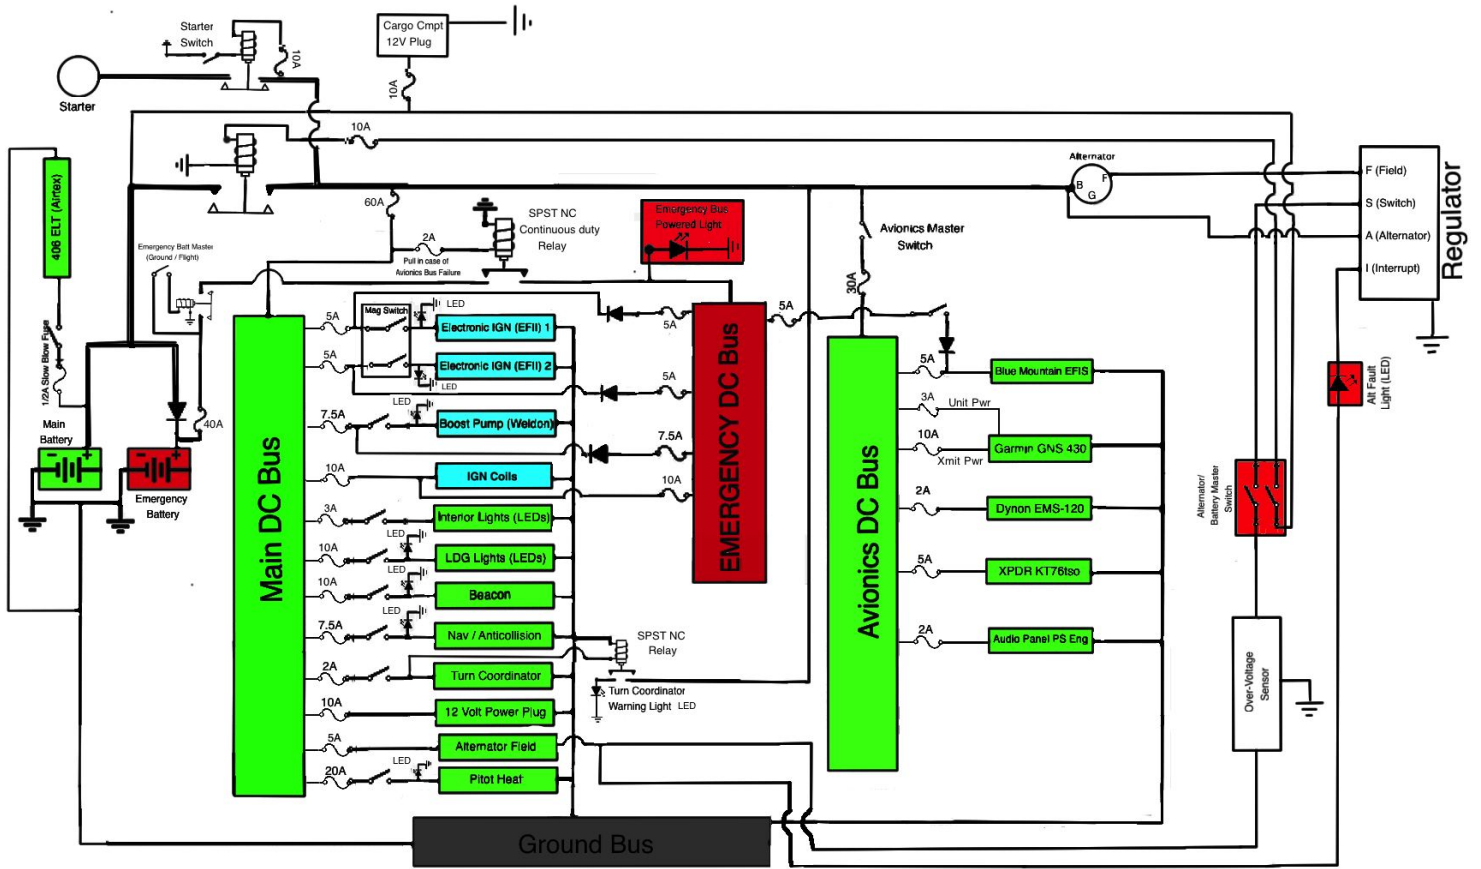 Starter
Switch
10A
Starter
Cargo Cmpt
12V Plug
10A
10A
Alternator
B
F
G
F (Field)
S (Switch)
A (Alternator)
I (Interrupt)
Regulator
406 ELT (Airtex)
1/2A Slow Blow Fuse
Emergency Batt Master
(Ground / Flight)
60A
2A
Pull in case of
Avionics Bus Failure
SPST NC
Continuous duty
Relay
Emergency Bus
Powered Light
Avionics Master
Switch
30A
Main
Battery
- +
40A
- +
Emergency
Battery
Main DC Bus
Mag Switch
5A
LED
Electronic IGN (EFII) 1
5A
LED
Electronic IGN (EFII) 2
7.5A
LED
Boost Pump (Weldon)
10A
IGN Coils
3A
Interior Lights (LEDs)
10A
LED
LDG Lights (LEDs)
10A
LED
Beacon
7.5A
LED
Nav / Anticollision
2A
Turn Coordinator
10A
12 Volt Power Plug
5A
Alternator Field
20A
LED
Pitot Heat
SPST NC
Relay
Turn Coordinator
Warning Light LED
5A
5A
7.5A
10A
EMERGENCY DC Bus
5A
Avionics DC Bus
5A
Blue Mountain EFIS
3A
Unit Pwr
10A
Xmit Pwr
Garmin GNS 430
2A
Dynon EMS-120
5A
XPDR KT76tso
2A
Audio Panel PS Eng
Alt Fault
Light (LED)
Alternator/
Battery Master
Switch
Over-Voltage
Sensor
Ground Bus